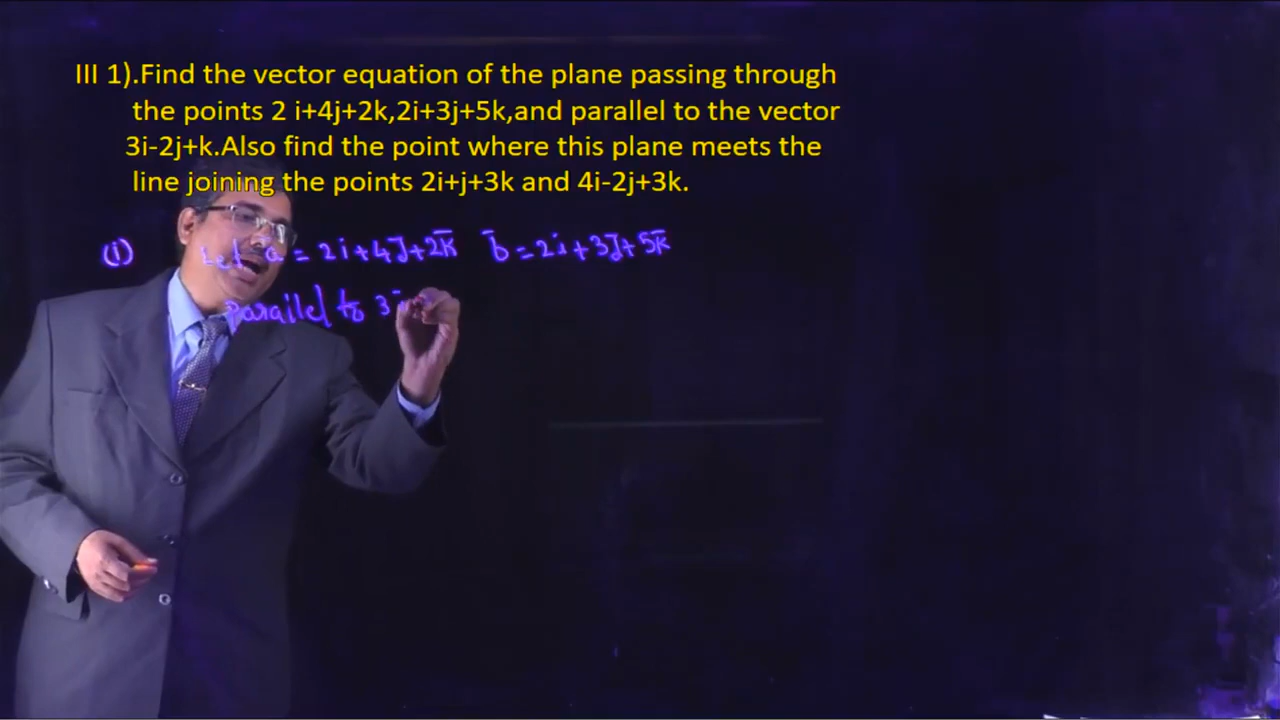 III 1).Find the vector equation of the plane passing through
the points 2 i+4j+2k,2i+3j+5k,and parallel to the vector
3i-2j+k.Also find the point where this plane meets the
line joining the points 2i+j+3k and 4i-2j+3k.
(i) Let a̅ = 2i+4J̅+2k̅ b̅ = 2i+3J̅+5k̅
parallel to 3i